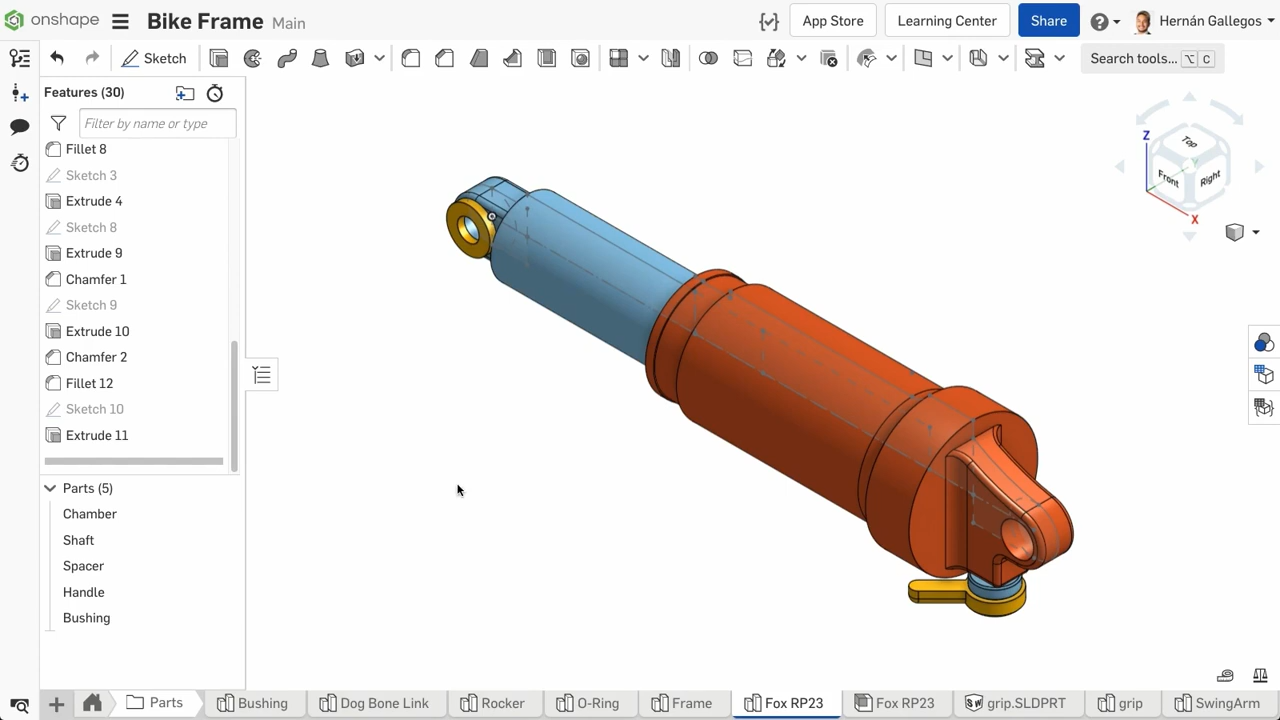 onshape
Bike Frame Main
App Store
Learning Center
Share
Hernán Gallegos
Sketch
Search tools... ⌥ C
Features (30)
Filter by name or type
Fillet 8
Sketch 3
Extrude 4
Sketch 8
Extrude 9
Chamfer 1
Sketch 9
Extrude 10
Chamfer 2
Fillet 12
Sketch 10
Extrude 11
Parts (5)
Chamber
Shaft
Spacer
Handle
Bushing
Z
Top
Y
Front
Right
X
Parts
Bushing
Dog Bone Link
Rocker
O-Ring
Frame
Fox RP23
Fox RP23
grip.SLDPRT
grip
SwingArm